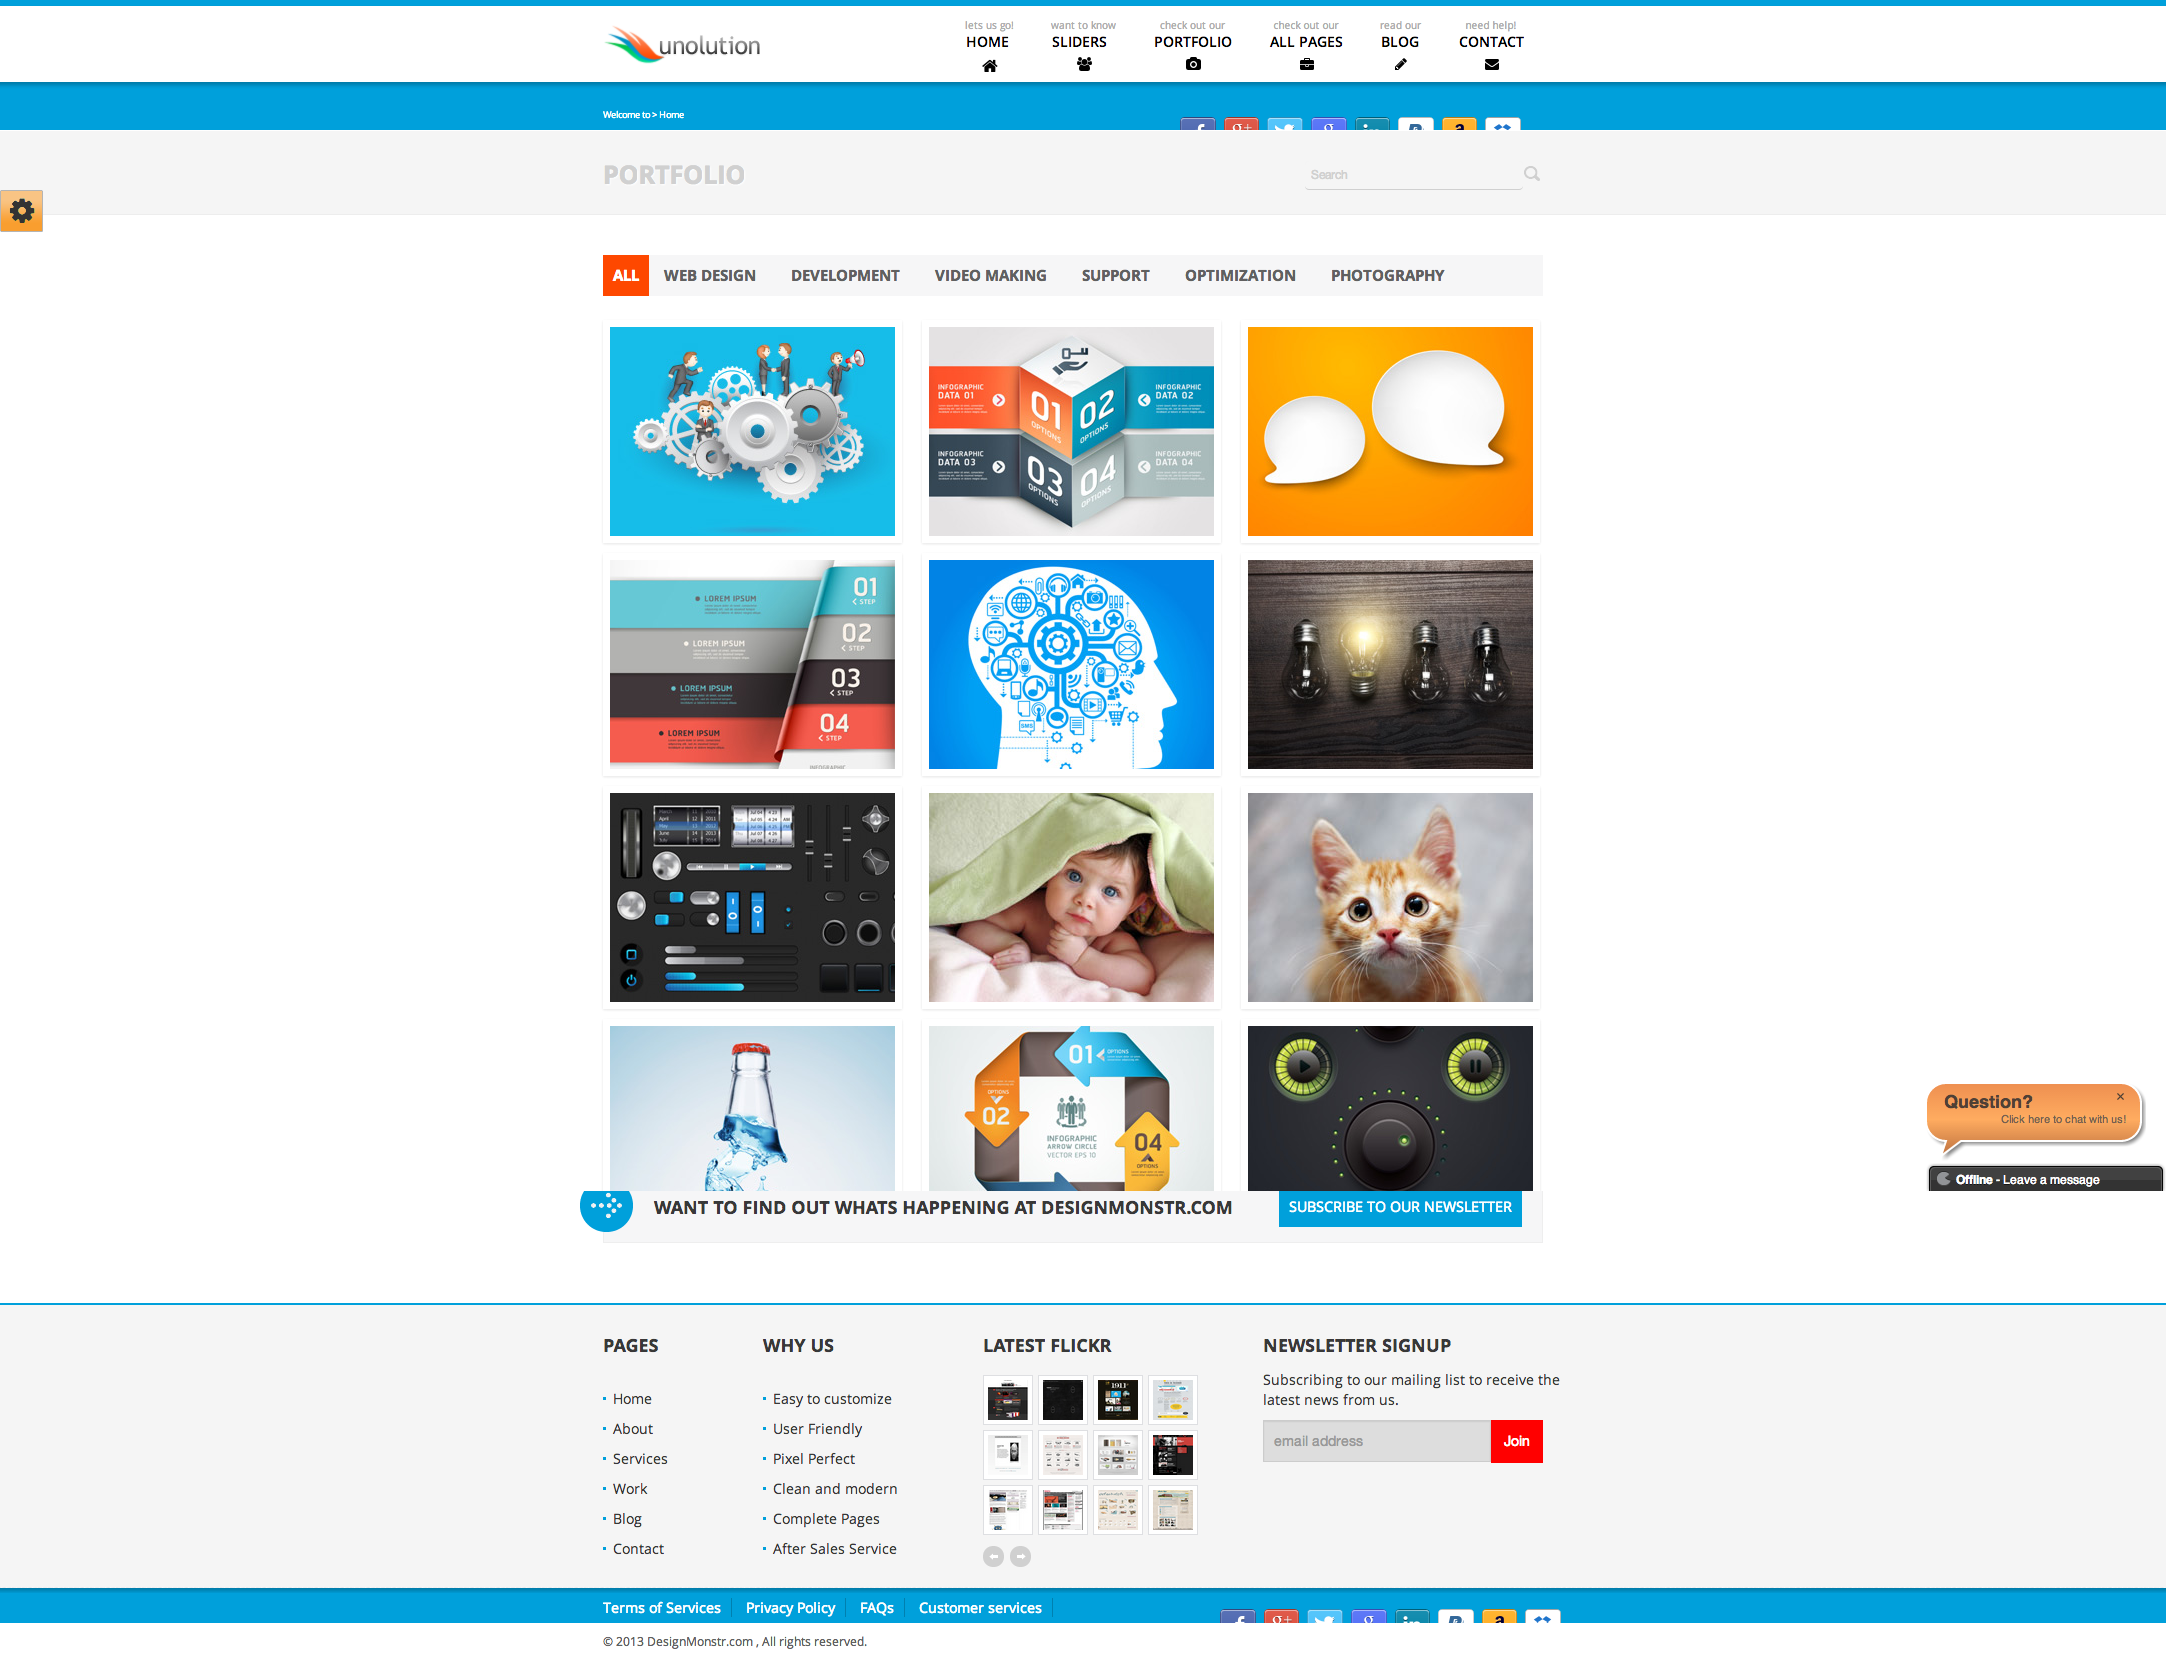 unolution
lets us go!
HOME
want to know
SLIDERS
check out our
PORTFOLIO
check out our
ALL PAGES
read our
BLOG
need help!
CONTACT
Welcome to > Home
PORTFOLIO
Search
ALL
WEB DESIGN
DEVELOPMENT
VIDEO MAKING
SUPPORT
OPTIMIZATION
PHOTOGRAPHY
INFOGRAPHIC
DATA 01
01
OPTIONS
02
OPTIONS
INFOGRAPHIC
DATA 02
INFOGRAPHIC
DATA 03
03
OPTIONS
04
OPTIONS
INFOGRAPHIC
DATA 04
LOREM IPSUM
01
STEP
LOREM IPSUM
02
STEP
LOREM IPSUM
03
STEP
LOREM IPSUM
04
STEP
SMS
01
OPTIONS
OPTIONS
02
INFOGRAPHIC
ARROW CIRCLE
VECTOR EPS 10
04
OPTIONS
Question?
Click here to chat with us!
Offline - Leave a message
WANT TO FIND OUT WHATS HAPPENING AT DESIGNMONSTR.COM
SUBSCRIBE TO OUR NEWSLETTER
PAGES
Home
About
Services
Work
Blog
Contact
WHY US
Easy to customize
User Friendly
Pixel Perfect
Clean and modern
Complete Pages
After Sales Service
LATEST FLICKR
1911
NEWSLETTER SIGNUP
Subscribing to our mailing list to receive the
latest news from us.
email address
Join
Terms of Services
Privacy Policy
FAQs
Customer services
© 2013 DesignMonstr.com , All rights reserved.